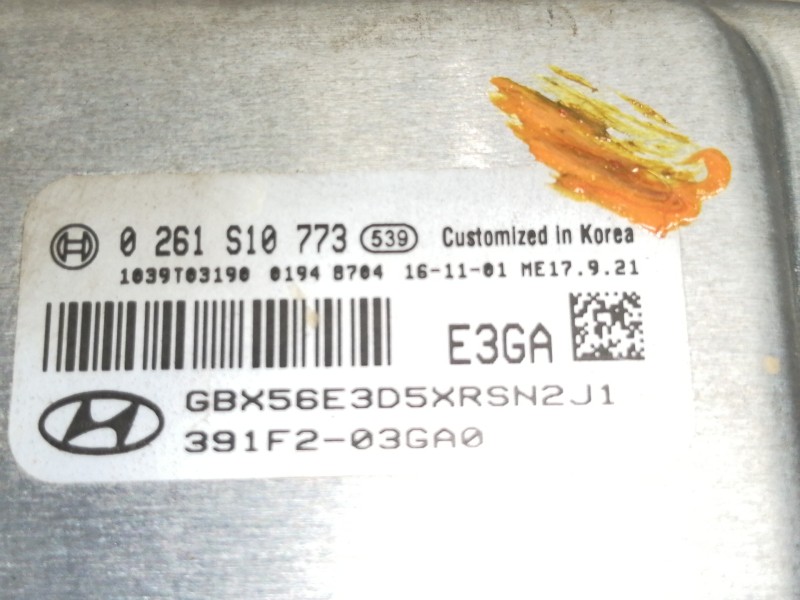 0 261 S10 773 539 Customized in Korea
1039T03190 0194 8704 16-11-01 ME17.9.21
E3GA
GBX56E3D5XRSN2J1
391F2-03GA0